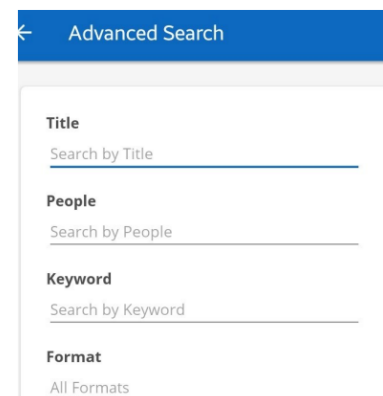 Advanced Search
Title
Search by Title
People
Search by People
Keyword
Search by Keyword
Format
All Formats